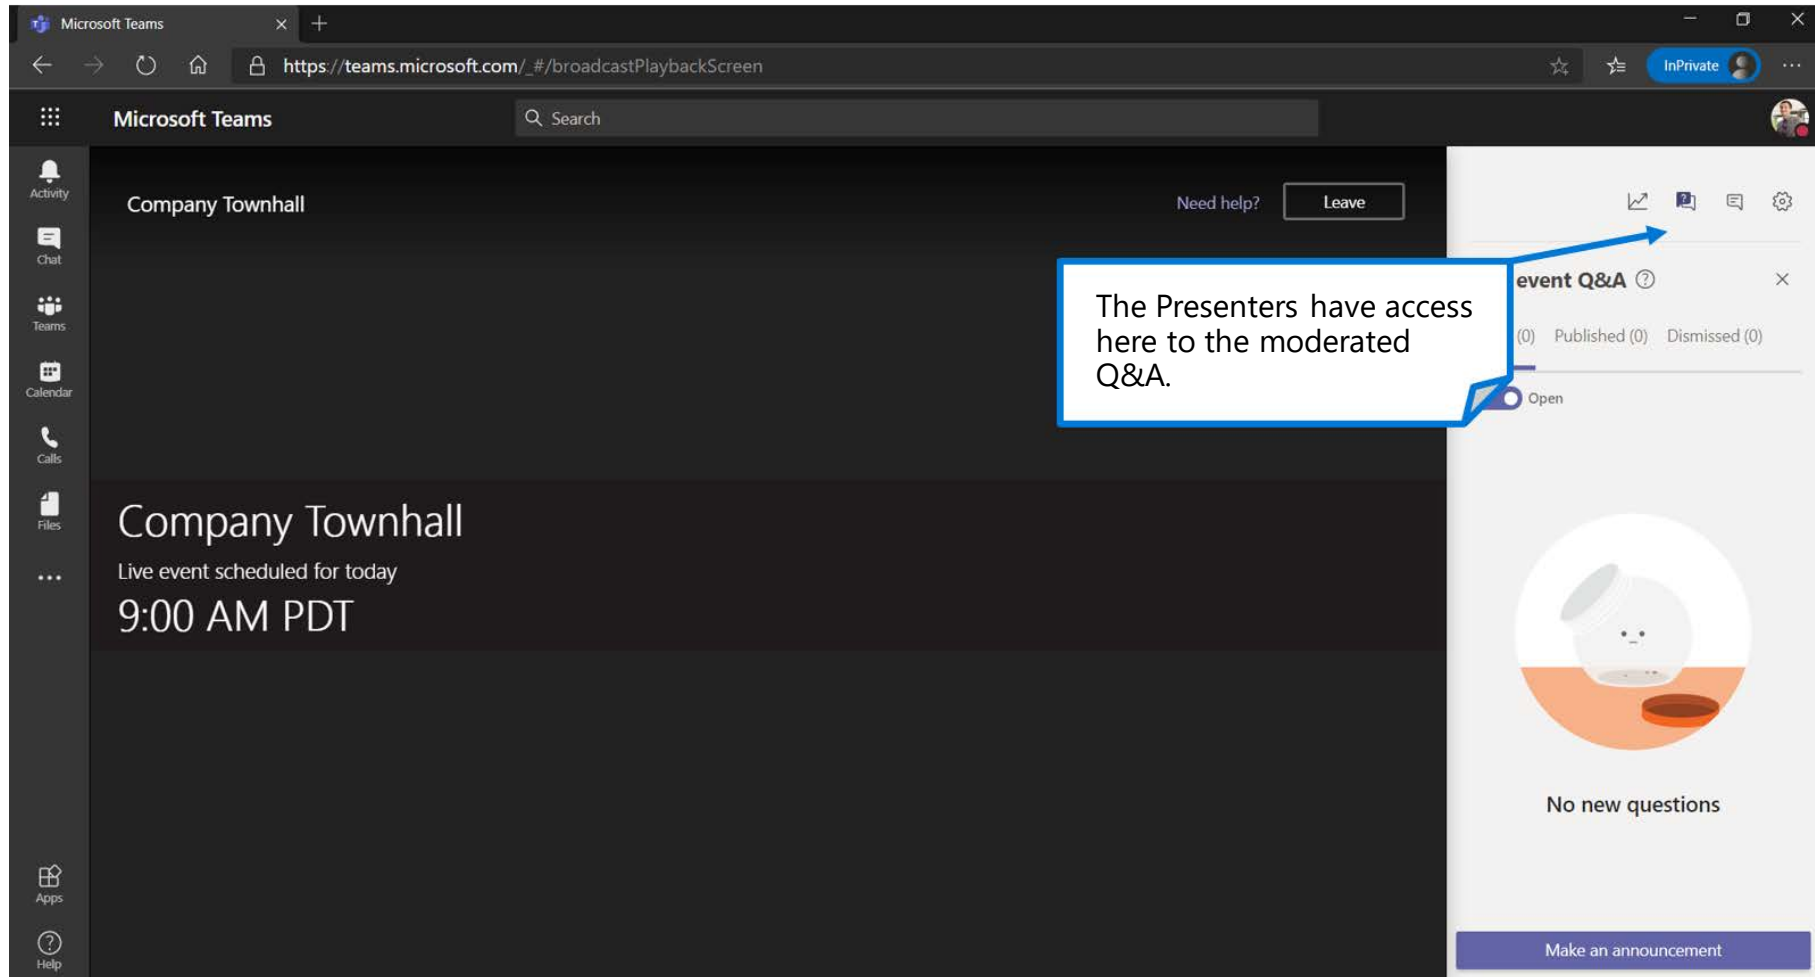 Microsoft Teams
https://teams.microsoft.com/_#/broadcastPlaybackScreen
InPrivate
Microsoft Teams
Search
Activity
Chat
Teams
Calendar
Calls
Files
Apps
Help
Company Townhall
Need help?
Leave
The Presenters have access
here to the moderated
Q&A.
Company Townhall
Live event scheduled for today
9:00 AM PDT
event Q&A
(0) Published (0) Dismissed (0)
Open
No new questions
Make an announcement